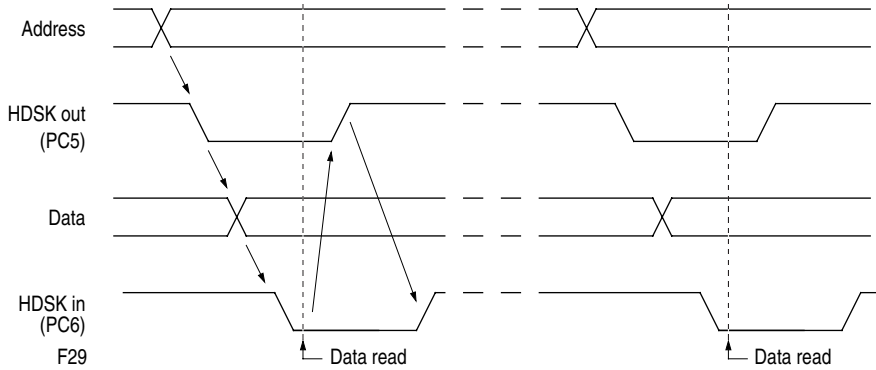 Address
HDSK out
(PC5)
Data
HDSK in
(PC6)
F29
Data read
Data read